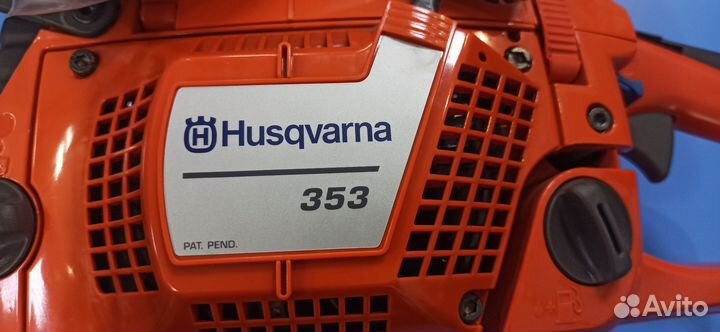 Husqvarna
353
PAT. PEND.
Avito